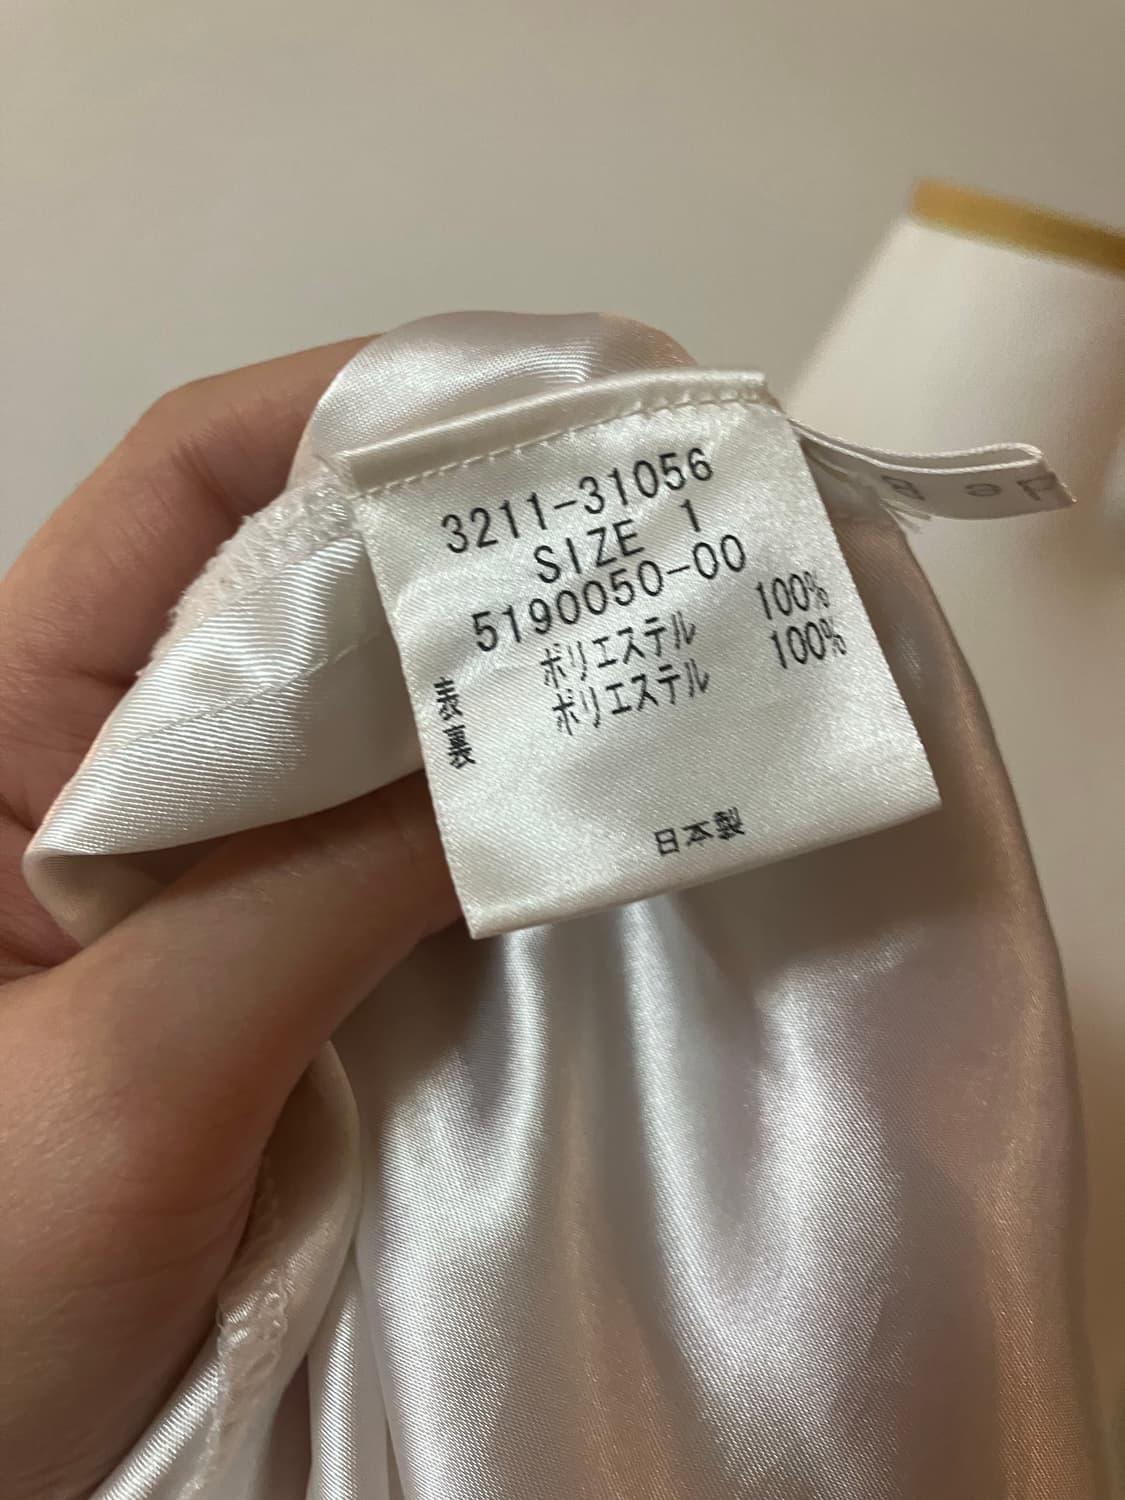 3211-31056
SIZE 1
5190050-00
表 ポリエステル 100%
裏 ポリエステル 100%
日本製